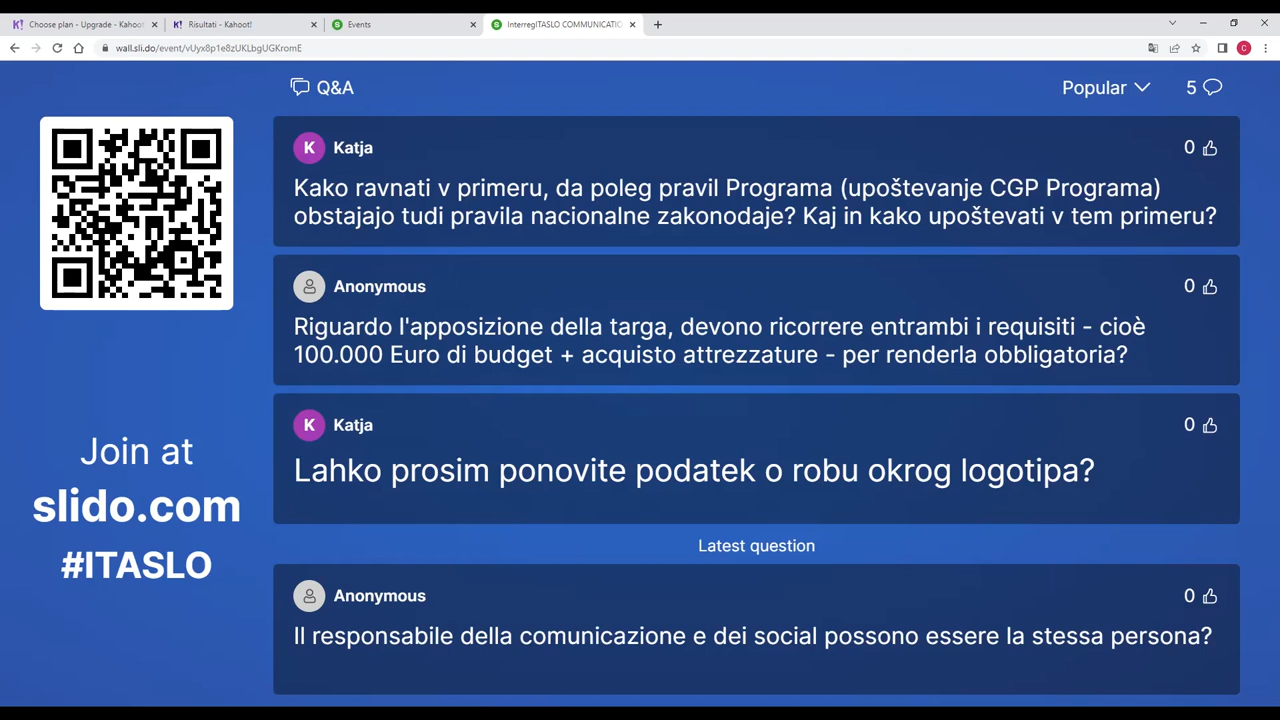 Choose plan - Upgrade - Kahoot!
Risultati - Kahoot!
Events
InterregITASLO COMMUNICATIO
wall.sli.do/event/vUyx8p1e8zUKLbgUGKromE
Q&A
Popular
5
K Katja
0
Kako ravnati v primeru, da poleg pravil Programa (upoštevanje CGP Programa)
obstajajo tudi pravila nacionalne zakonodaje? Kaj in kako upoštevati v tem primeru?
Anonymous
0
Riguardo l'apposizione della targa, devono ricorrere entrambi i requisiti - cioè
100.000 Euro di budget + acquisto attrezzature - per renderla obbligatoria?
K Katja
0
Lahko prosim ponovite podatek o robu okrog logotipa?
Join at
slido.com
#ITASLO
Latest question
Anonymous
0
Il responsabile della comunicazione e dei social possono essere la stessa persona?